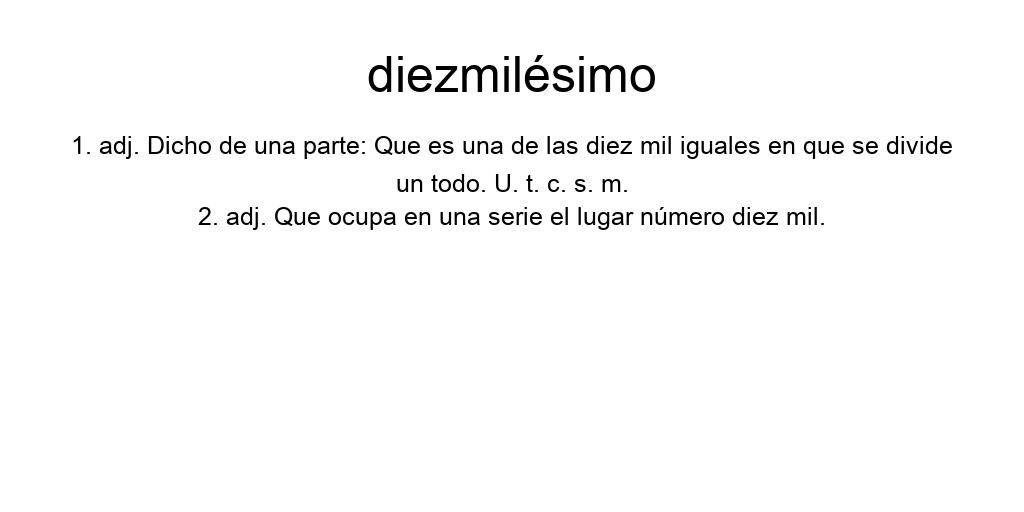 diezmilésimo
1. adj. Dicho de una parte: Que es una de las diez mil iguales en que se divide
un todo. U. t. c. s. m.
2. adj. Que ocupa en una serie el lugar número diez mil.